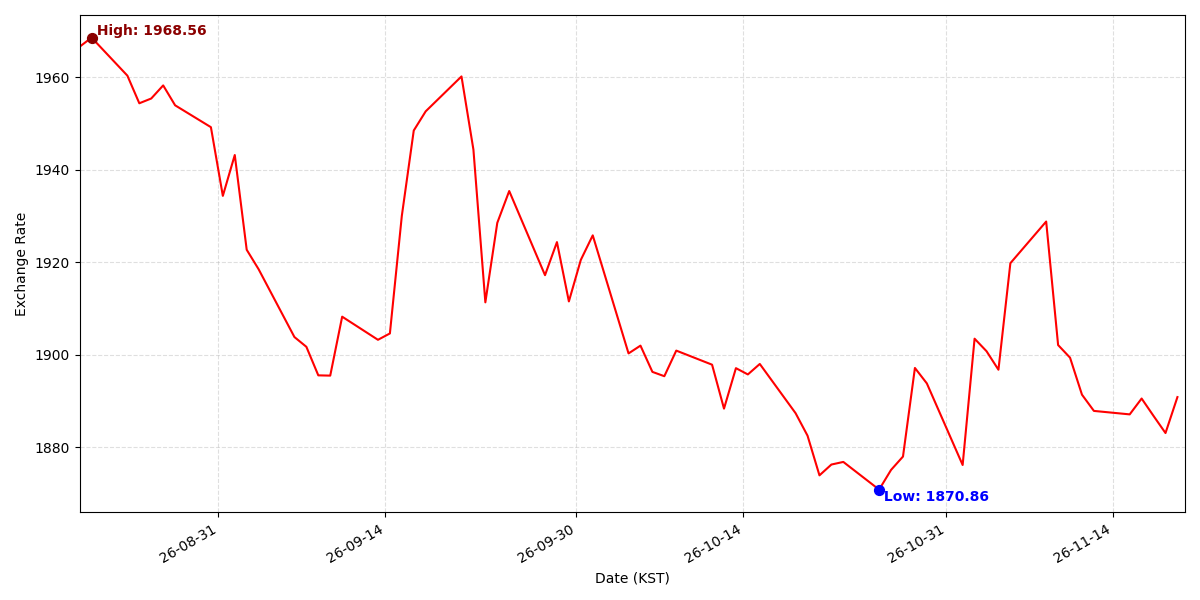 High: 1968.56
1960
1940
1920
1900
1880
Exchange Rate
Low: 1870.86
26-08-31
26-09-14
26-09-30
26-10-14
26-10-31
26-11-14
Date (KST)